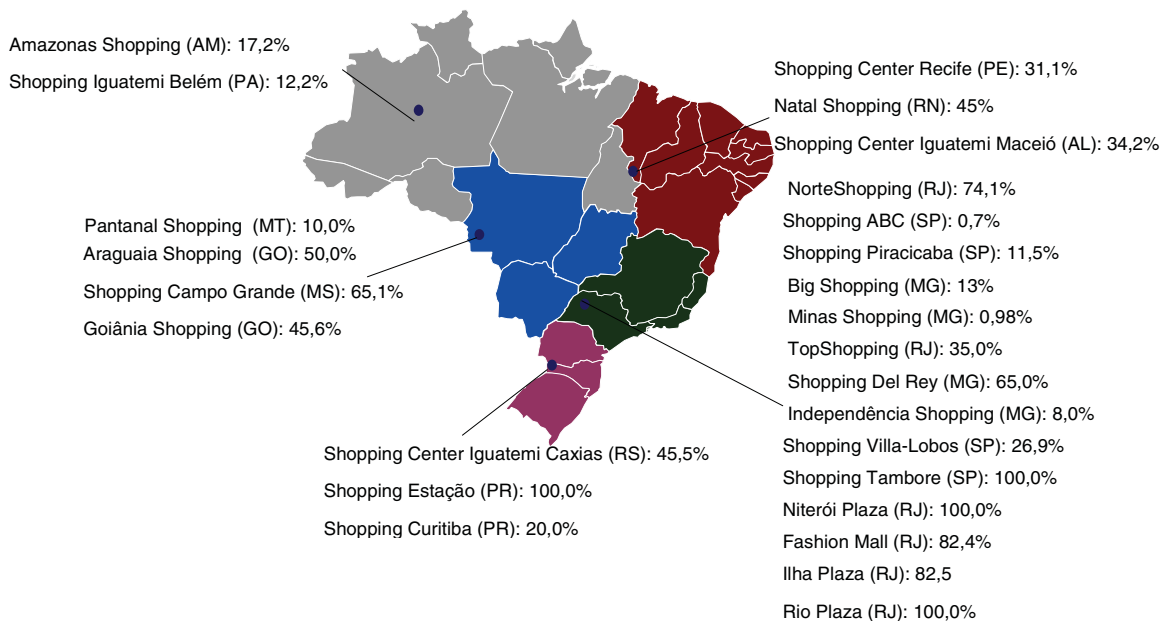 Amazonas Shopping (AM): 17,2%
Shopping Iguatemi Belém (PA): 12,2%
Shopping Center Recife (PE): 31,1%
Natal Shopping (RN): 45%
Shopping Center Iguatemi Maceió (AL): 34,2%
Pantanal Shopping (MT): 10,0%
Araguaia Shopping (GO): 50,0%
Shopping Campo Grande (MS): 65,1%
Goiânia Shopping (GO): 45,6%
NorteShopping (RJ): 74,1%
Shopping ABC (SP): 0,7%
Shopping Piracicaba (SP): 11,5%
Big Shopping (MG): 13%
Minas Shopping (MG): 0,98%
TopShopping (RJ): 35,0%
Shopping Del Rey (MG): 65,0%
Independência Shopping (MG): 8,0%
Shopping Villa-Lobos (SP): 26,9%
Shopping Tambore (SP): 100,0%
Niterói Plaza (RJ): 100,0%
Fashion Mall (RJ): 82,4%
Ilha Plaza (RJ): 82,5
Rio Plaza (RJ): 100,0%
Shopping Center Iguatemi Caxias (RS): 45,5%
Shopping Estação (PR): 100,0%
Shopping Curitiba (PR): 20,0%